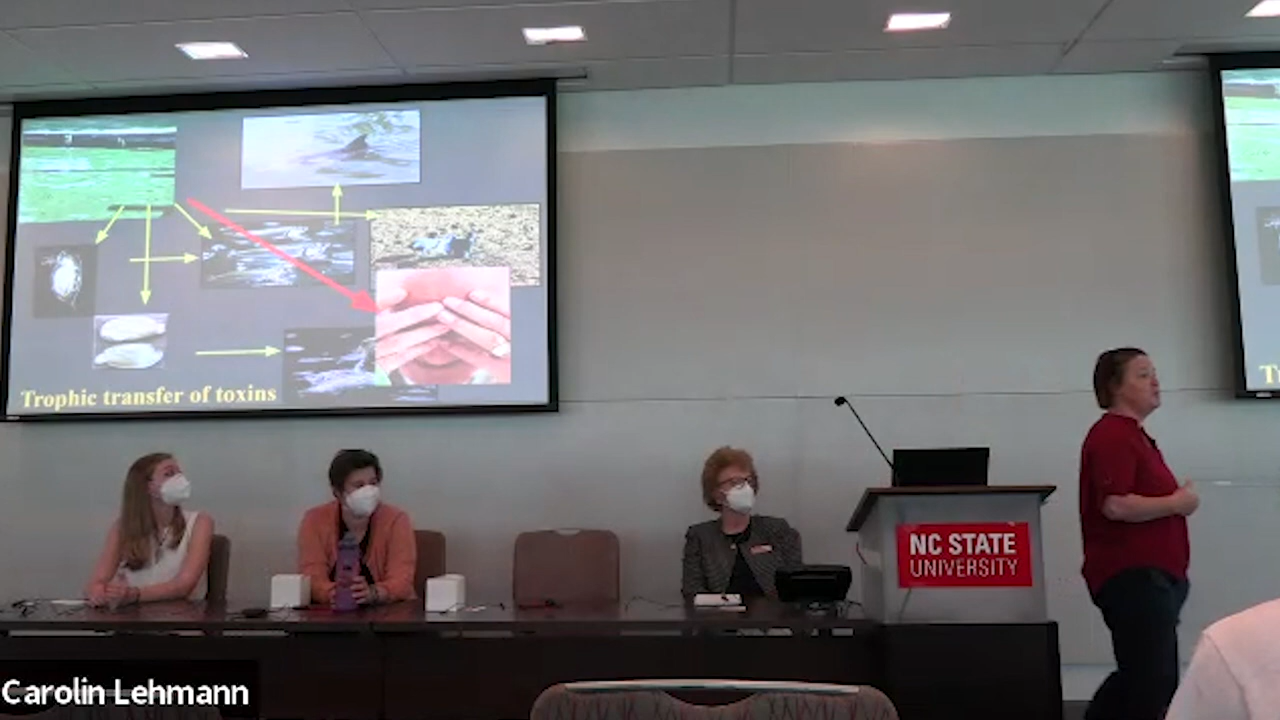 Trophic transfer of toxins
T
NC STATE
UNIVERSITY
Carolin Lehmann